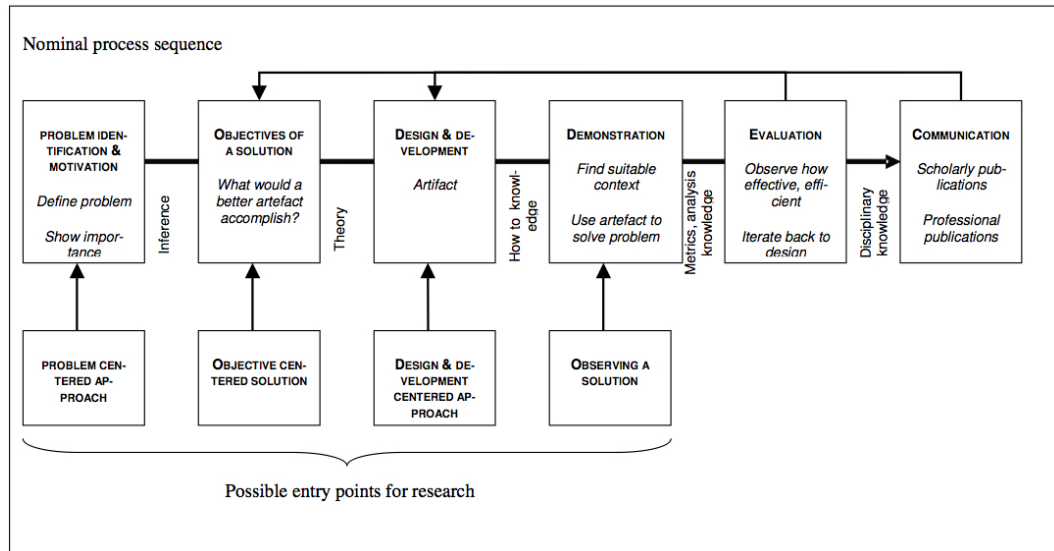 Nominal process sequence
PROBLEM IDEN-
TIFICATION &
MOTIVATION
Define problem
Show impor-
tance
Inference
OBJECTIVES OF
A SOLUTION
What would a
better artefact
accomplish?
Theory
DESIGN & DE-
VELOPMENT
Artifact
How to knowl-
edge
DEMONSTRATION
Find suitable
context
Use artefact to
solve problem
Metrics, analysis
knowledge
EVALUATION
Observe how
effective, effi-
cient
Iterate back to
design
Disciplinary
knowledge
COMMUNICATION
Scholarly pub-
lications
Professional
publications
PROBLEM CEN-
TERED AP-
PROACH
OBJECTIVE CEN-
TERED SOLUTION
DESIGN & DE-
VELOPMENT
CENTERED AP-
PROACH
OBSERVING A
SOLUTION
Possible entry points for research